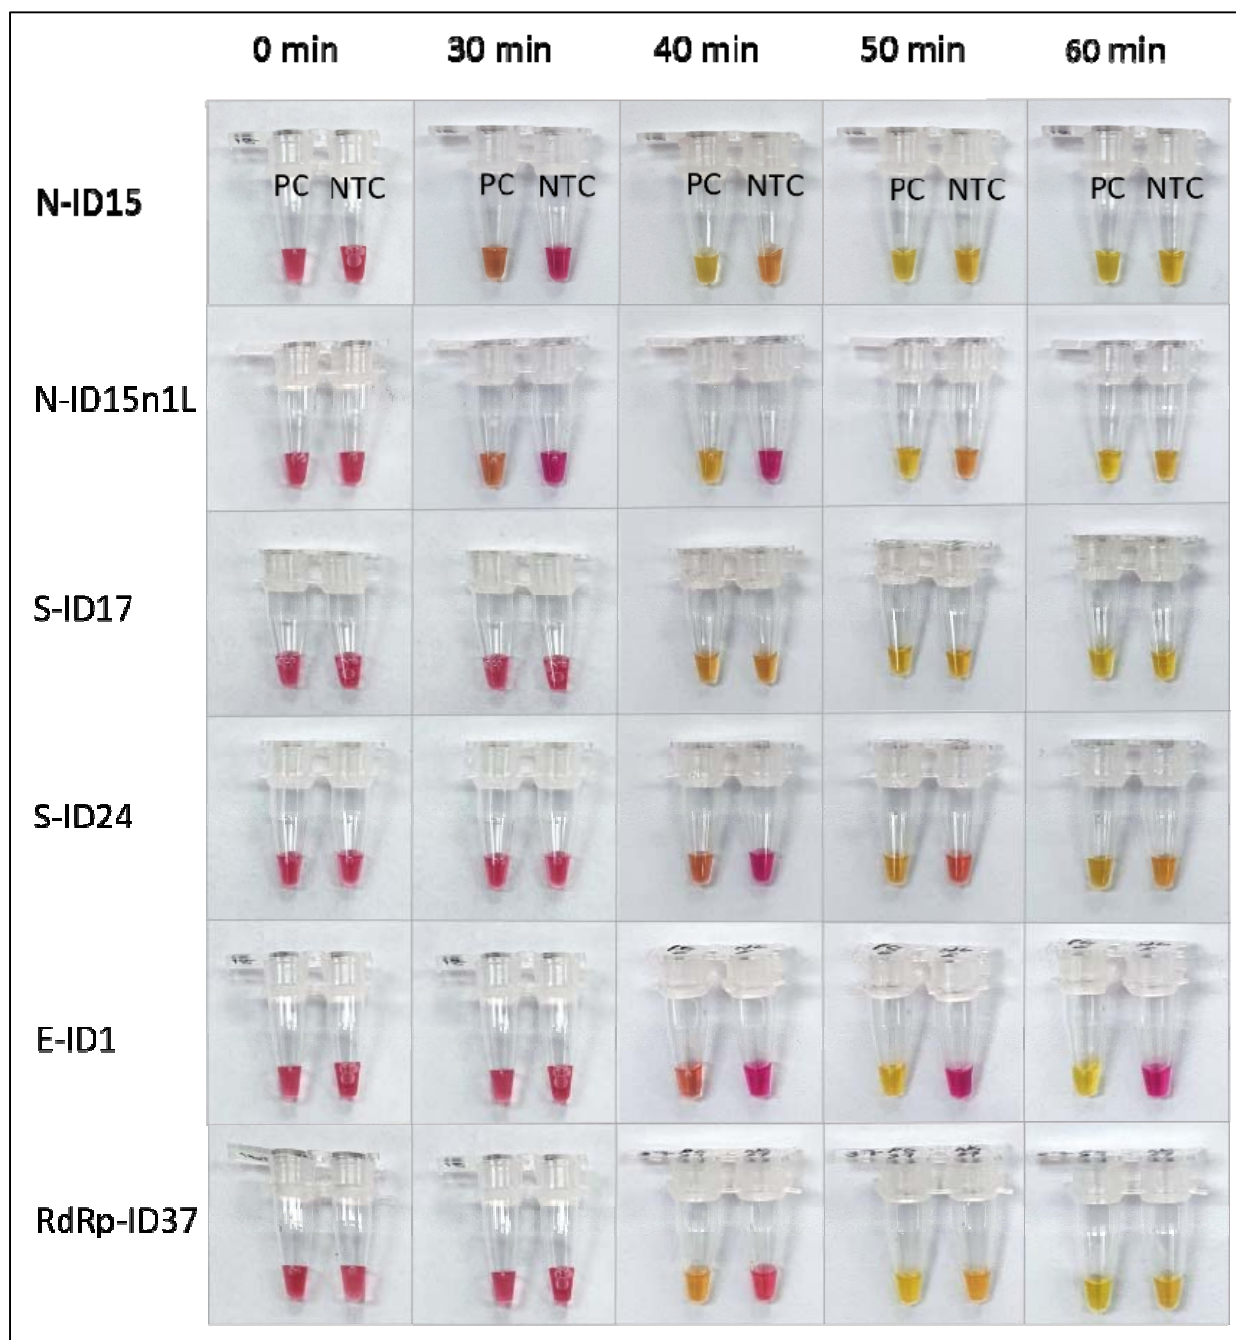 0 min 30 min 40 min 50 min 60 min
N-ID15
PC NTC PC NTC PC NTC PC NTC PC NTC
N-ID15n1L
S-ID17
S-ID24
E-ID1
RdRp-ID37